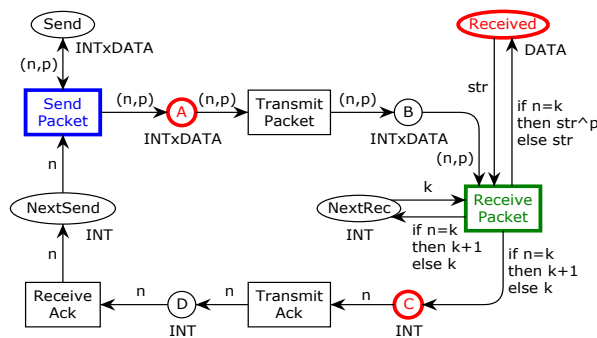 Send
INTxDATA
(n,p)
Send
Packet
(n,p)
A
INTxDATA
(n,p)
Transmit
Packet
(n,p)
B
INTxDATA
(n,p)
Received
DATA
str
if n=k
then str^p
else str
n
NextSend
INT
NextRec
INT
k
if n=k
then k+1
else k
Receive
Packet
if n=k
then k+1
else k
n
Receive
Ack
n
D
INT
n
Transmit
Ack
n
C
INT